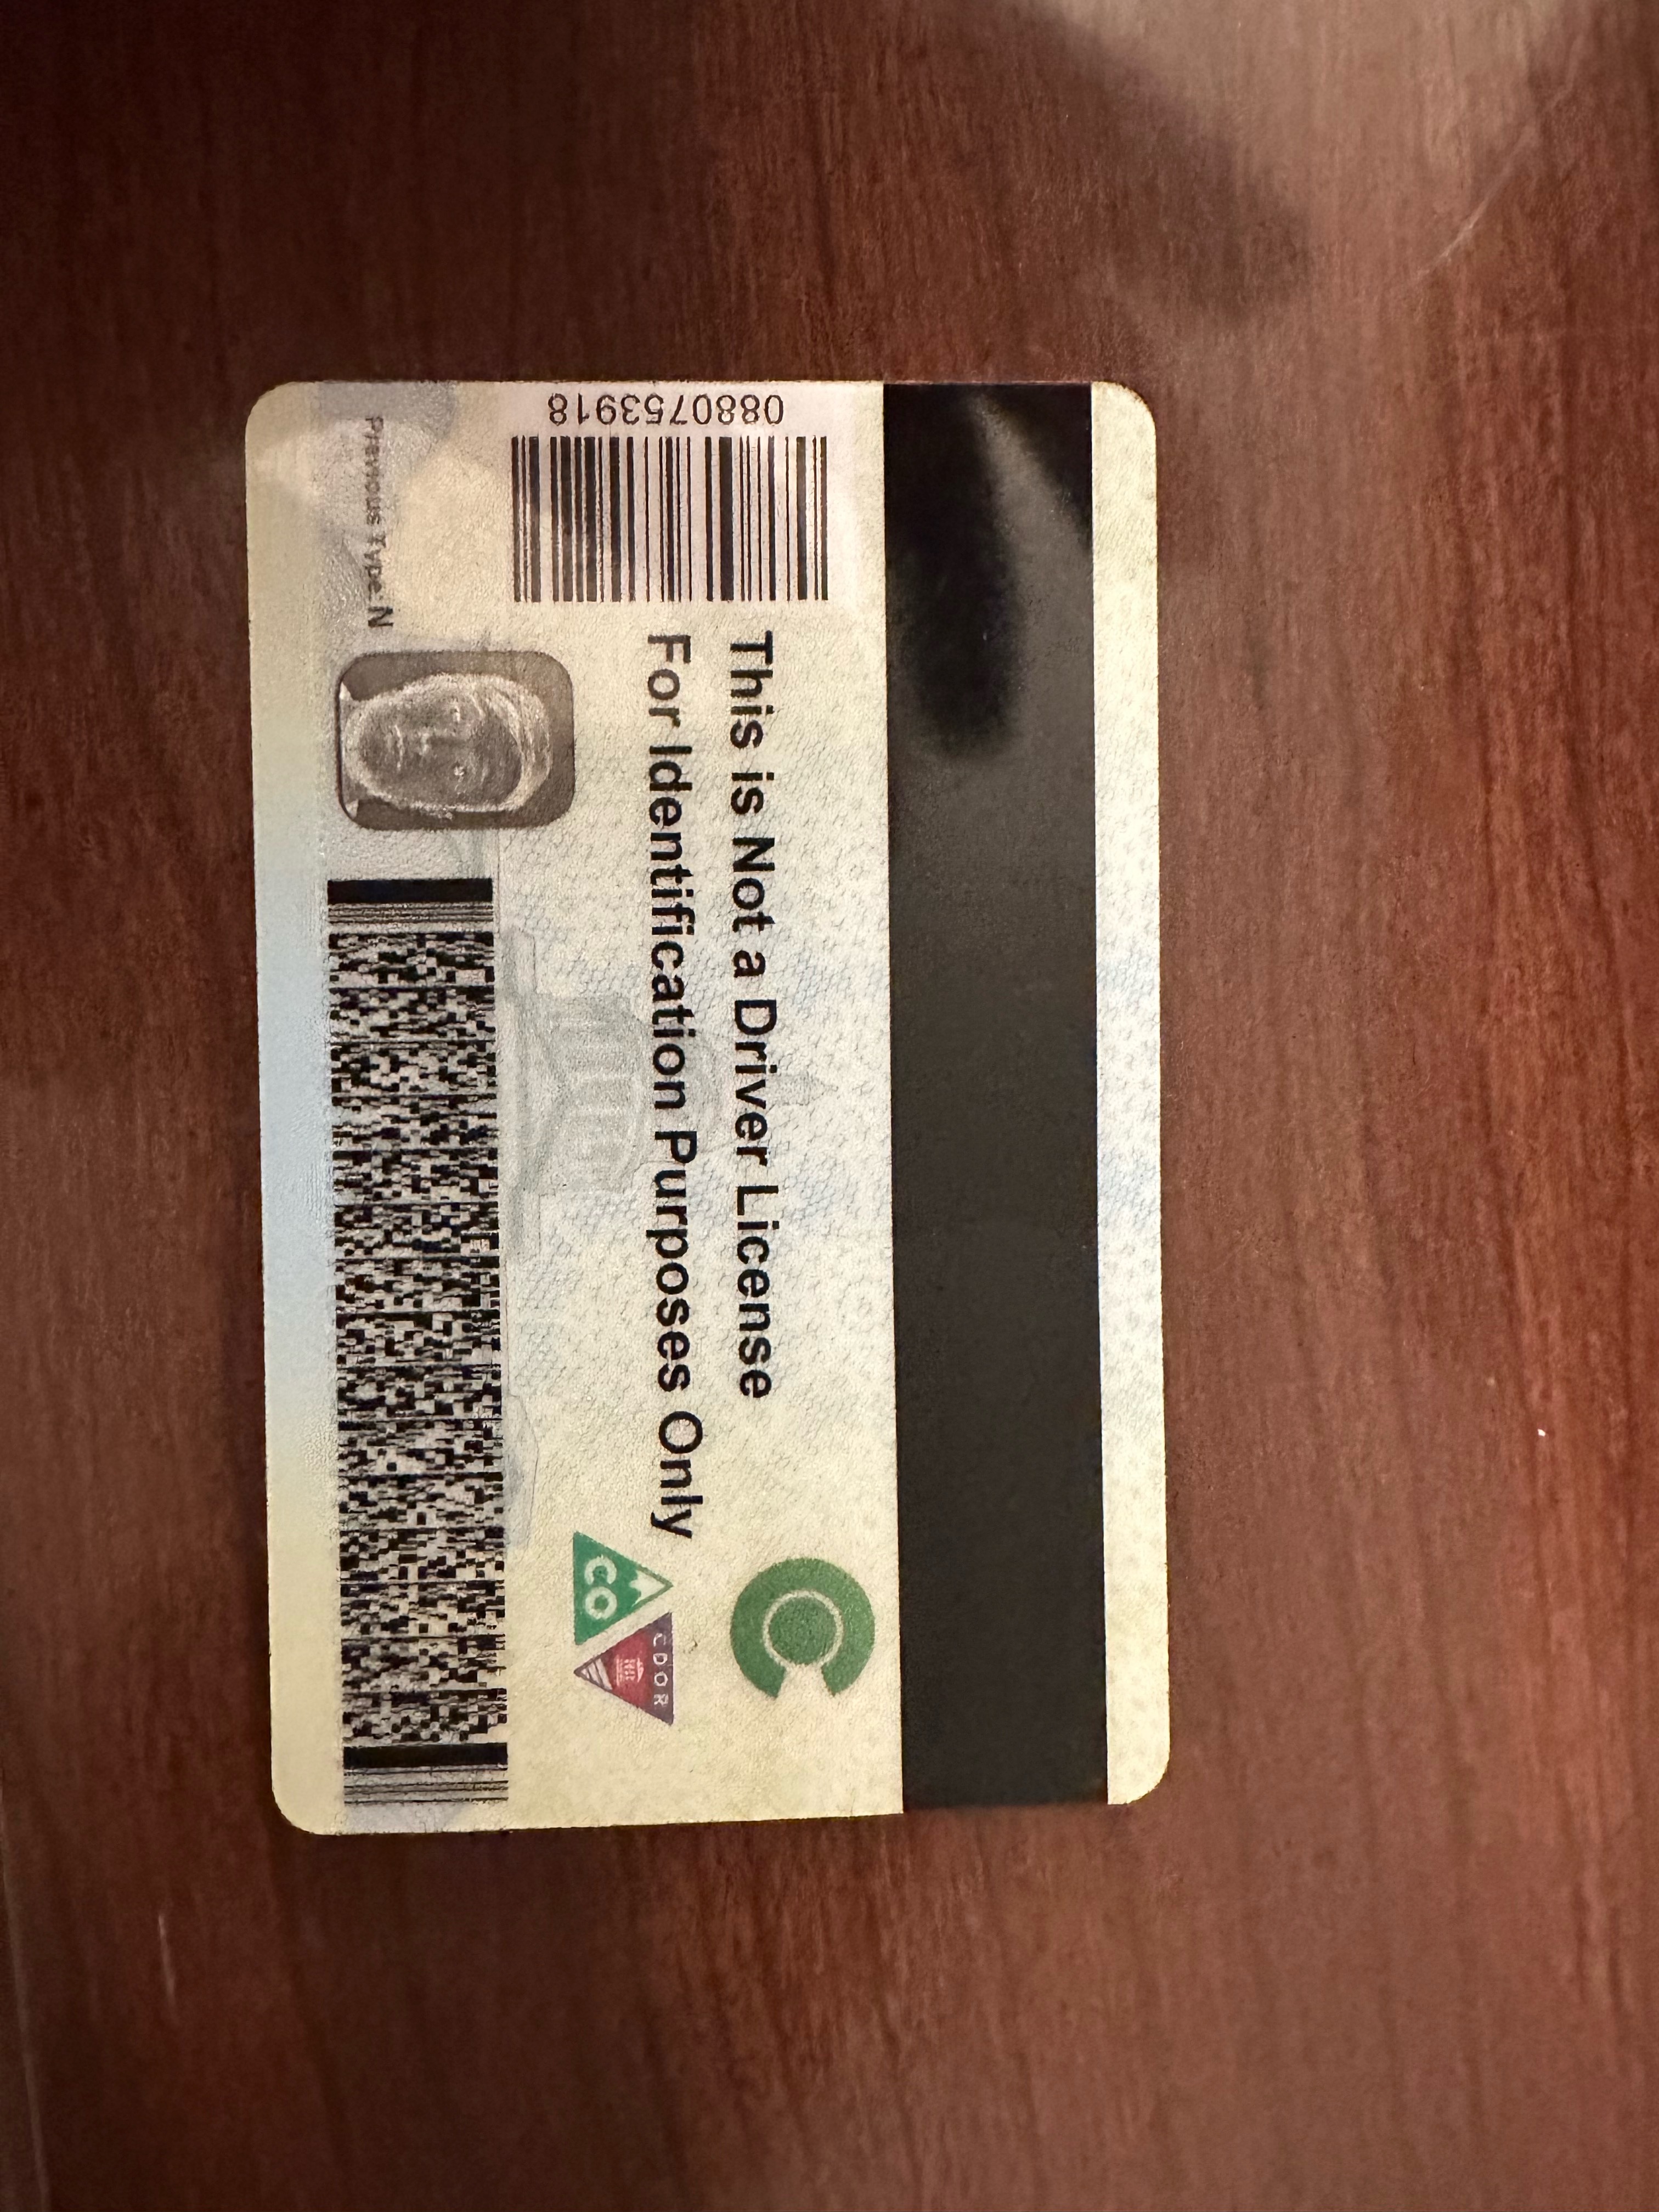 This is Not a Driver License
For Identification Purposes Only
0880753918
Previous Type: N
CO
CDOR